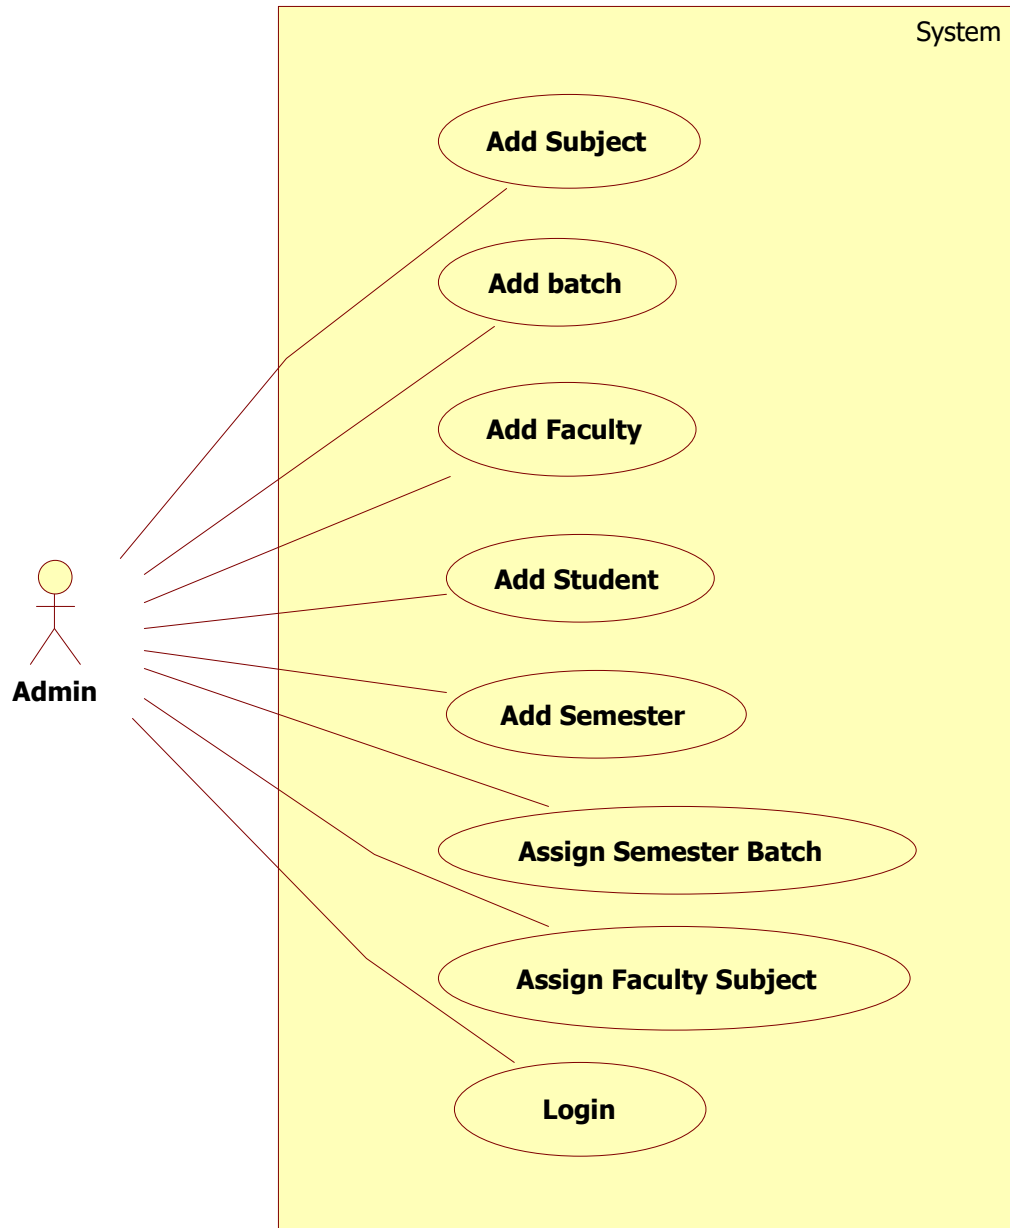 System
Add Subject
Add batch
Add Faculty
Add Student
Admin
Add Semester
Assign Semester Batch
Assign Faculty Subject
Login